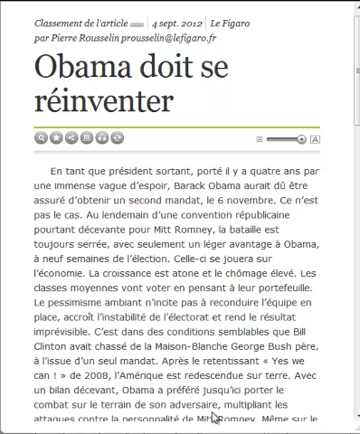 Classement de l'article
4 sept. 2012
Le Figaro
par Pierre Rousselin prousselin@lefigaro.fr
Obama doit se
réinventer
A
En tant que président sortant, porté il y a quatre ans par
une immense vague d'espoir, Barack Obama aurait dû être
assuré d'obtenir un second mandat, le 6 novembre. Ce n'est
pas le cas. Au lendemain d'une convention républicaine
pourtant décevante pour Mitt Romney, la bataille est
toujours serrée, avec seulement un léger avantage à Obama,
à neuf semaines de l'élection. Celle-ci se jouera sur
l'économie. La croissance est atone et le chômage élevé. Les
classes moyennes vont voter en pensant à leur portefeuille.
Le pessimisme ambiant n'incite pas à reconduire l'équipe en
place, accroît l'instabilité de l'électorat et rend le résultat
imprévisible. C'est dans des conditions semblables que Bill
Clinton avait chassé de la Maison-Blanche George Bush père,
à l'issue d'un seul mandat. Après le retentissant « Yes we
can ! » de 2008, l'Amérique est redescendue sur terre. Avec
un bilan décevant, Obama a préféré jusqu'ici porter le
combat sur le terrain de son adversaire, multipliant les
attaques contre la personnalité de Mitt Romney. Même sur le